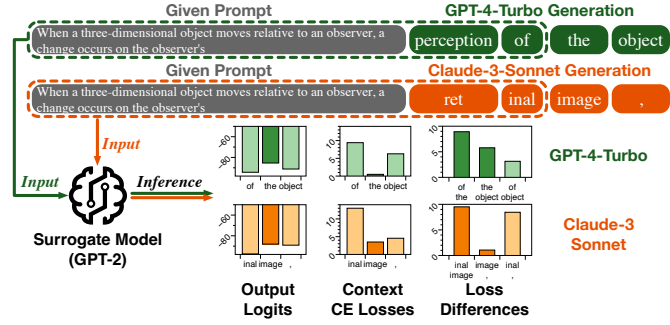 Given Prompt GPT-4-Turbo Generation
When a three-dimensional object moves relative to an observer, a
change occurs on the observer's
perception of the object
Given Prompt Claude-3-Sonnet Generation
When a three-dimensional object moves relative to an observer, a
change occurs on the observer's
ret inal image ,
Input
Input
Inference
Surrogate Model
(GPT-2)
-60
-80
of the object
10
5
0
of the object
10
5
0
of the of
the object object
GPT-4-Turbo
-60
-80
inal image ,
10
5
0
inal image ,
10
5
0
inal image inal
image , ,
Claude-3
Sonnet
Output
Logits
Context
CE Losses
Loss
Differences